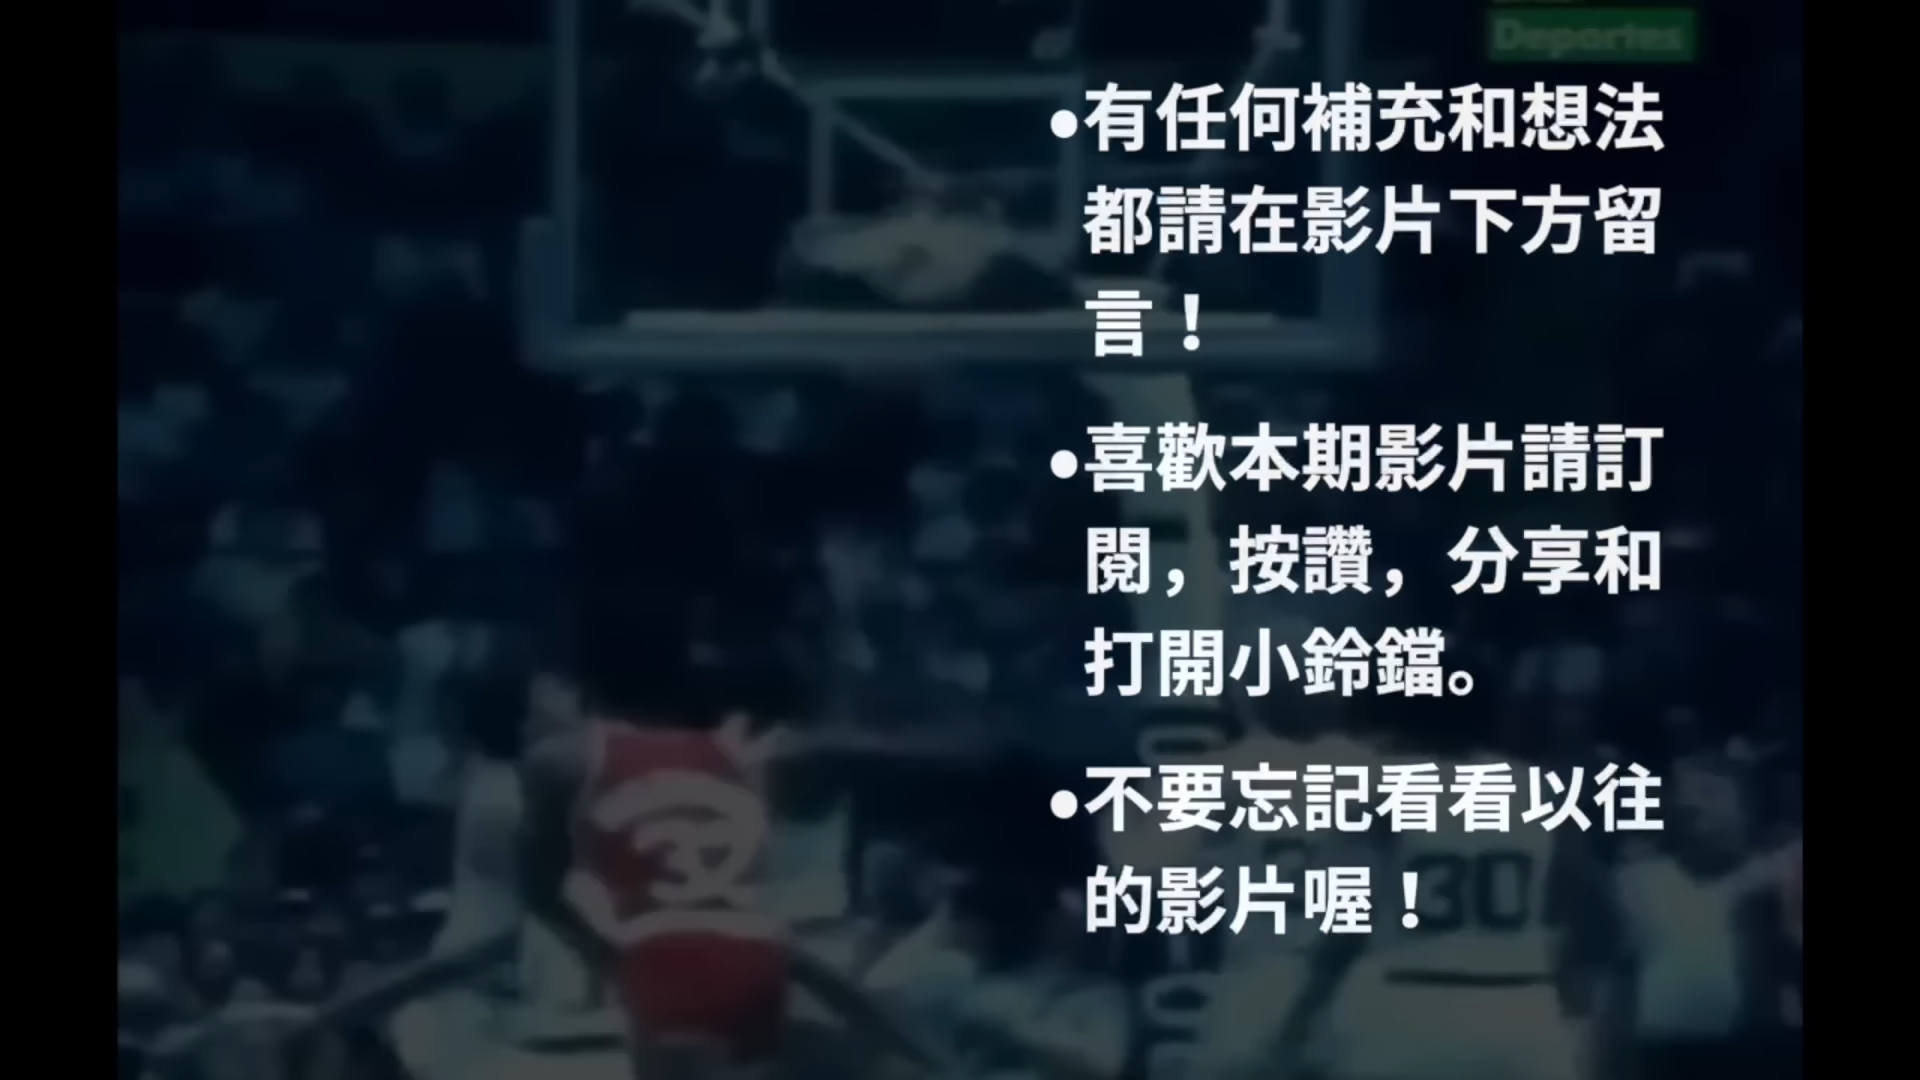 Deportes
•有任何補充和想法
都請在影片下方留
言！
•喜歡本期影片請訂
閱，按讚，分享和
打開小鈴鐺。
•不要忘記看看以往
的影片喔！
30